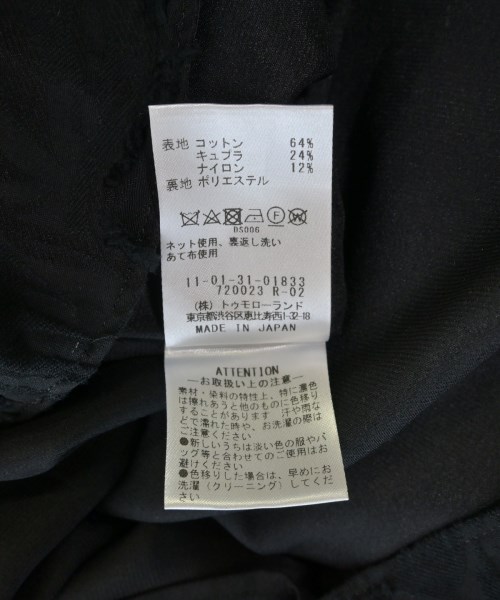 表地 コットン 64%
キュプラ 24%
ナイロン 12%
裏地 ポリエステル
DS006
ネット使用、裏返し洗い
あて布使用
11-01-31-01833
720023 R-02
(株)トゥモローランド
東京都渋谷区恵比寿西1-32-18
MADE IN JAPAN
ATTENTION
―お取扱い上の注意―
素材・染料の特性上、特に濃色
は擦れあうと他のものに色移り
することがあります 汗や雨な
どで濡れた時や、お洗濯の際は
ご注意ください
●新しいうちは淡い色の服やバ
ッグ等と合わせてのご使用はお
避けください
●色移りした場合は、早めにお
洗濯(クリーニング)してくだ
さい